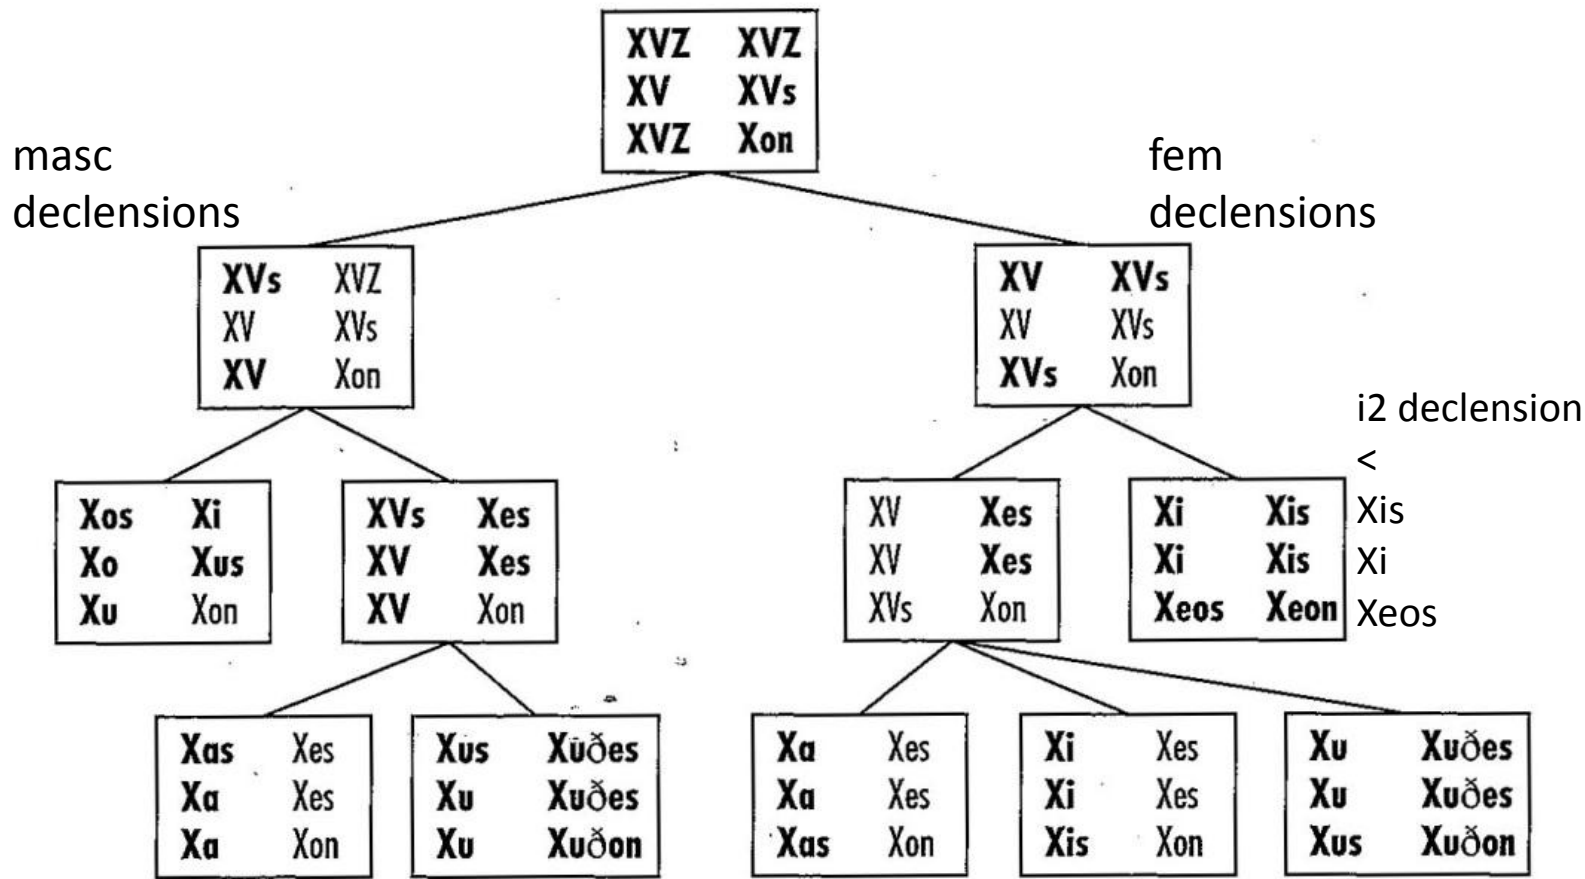 XVZ XVZ
XV XVs
XVZ Xon
masc
declensions
fem
declensions
XVs XVZ
XV XVs
XV Xon
XV XVs
XV XVs
XVs Xon
i2 declension
<
Xis
Xi
Xeos
Xos Xi
Xo Xus
Xu Xon
XVs Xes
XV Xes
XV Xon
XV Xes
XV Xes
XVs Xon
Xi Xis
Xi Xis
Xeos Xeon
Xas Xes
Xa Xes
Xa Xon
Xus Xuðes
Xu Xuðes
Xu Xuðon
Xa Xes
Xa Xes
Xas Xon
Xi Xes
Xi Xes
Xis Xon
Xu Xuðes
Xu Xuðes
Xus Xuðon